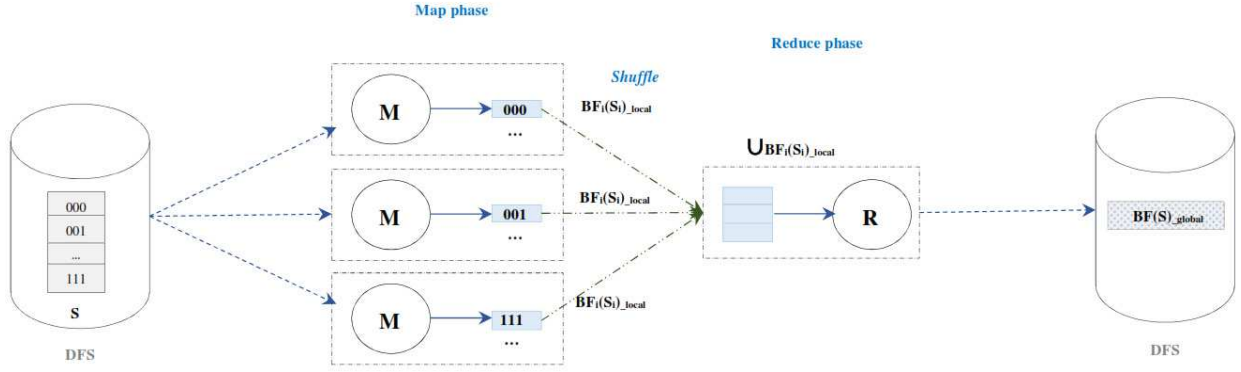 Map phase
Reduce phase
Shuffle
M
000
...
BFᵢ(Sᵢ)_local
M
001
...
BFᵢ(Sᵢ)_local
M
111
...
BFᵢ(Sᵢ)_local
000
001
...
111
S
DFS
∪BFᵢ(Sᵢ)_local
R
BF(S)_global
DFS